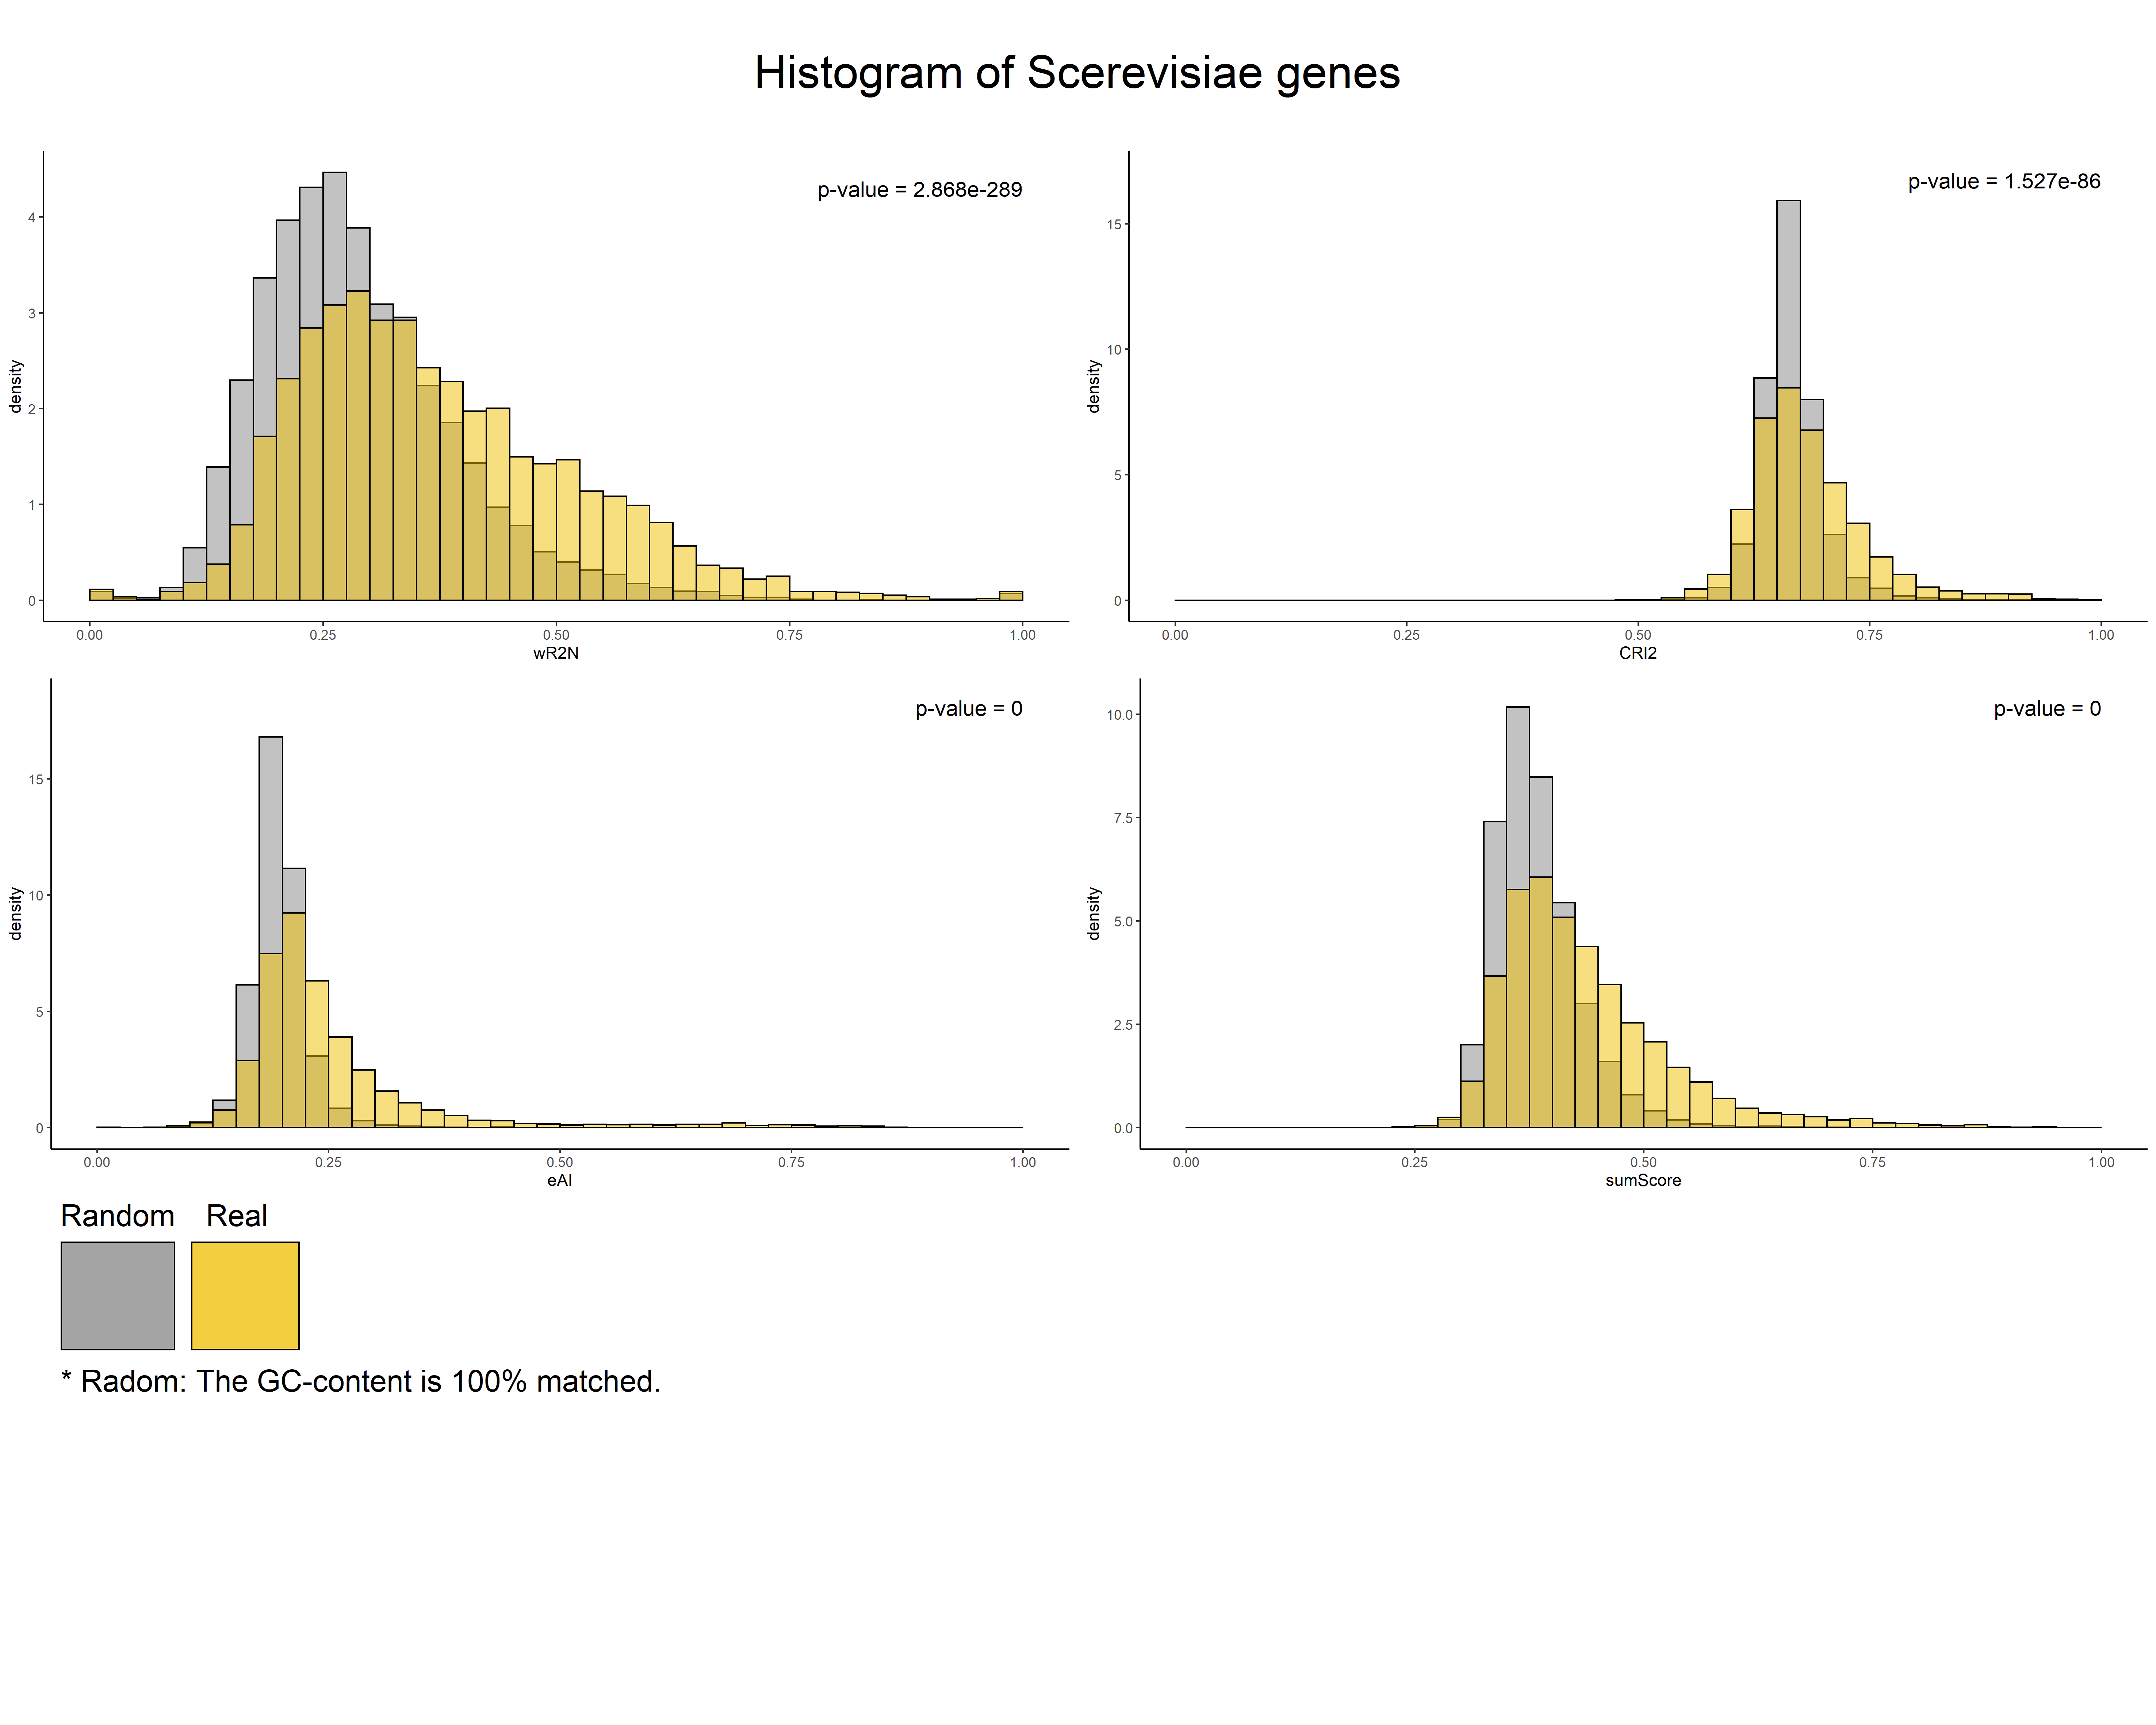 Histogram of Scerevisiae genes
p-value = 2.868e-289
density
4
3
2
1
0
0.00 0.25 0.50 0.75 1.00
wR2N
p-value = 1.527e-86
density
15
10
5
0
0.00 0.25 0.50 0.75 1.00
CRI2
p-value = 0
density
15
10
5
0
0.00 0.25 0.50 0.75 1.00
eAI
p-value = 0
density
10.0
7.5
5.0
2.5
0.0
0.00 0.25 0.50 0.75 1.00
sumScore
Random Real
* Radom: The GC-content is 100% matched.